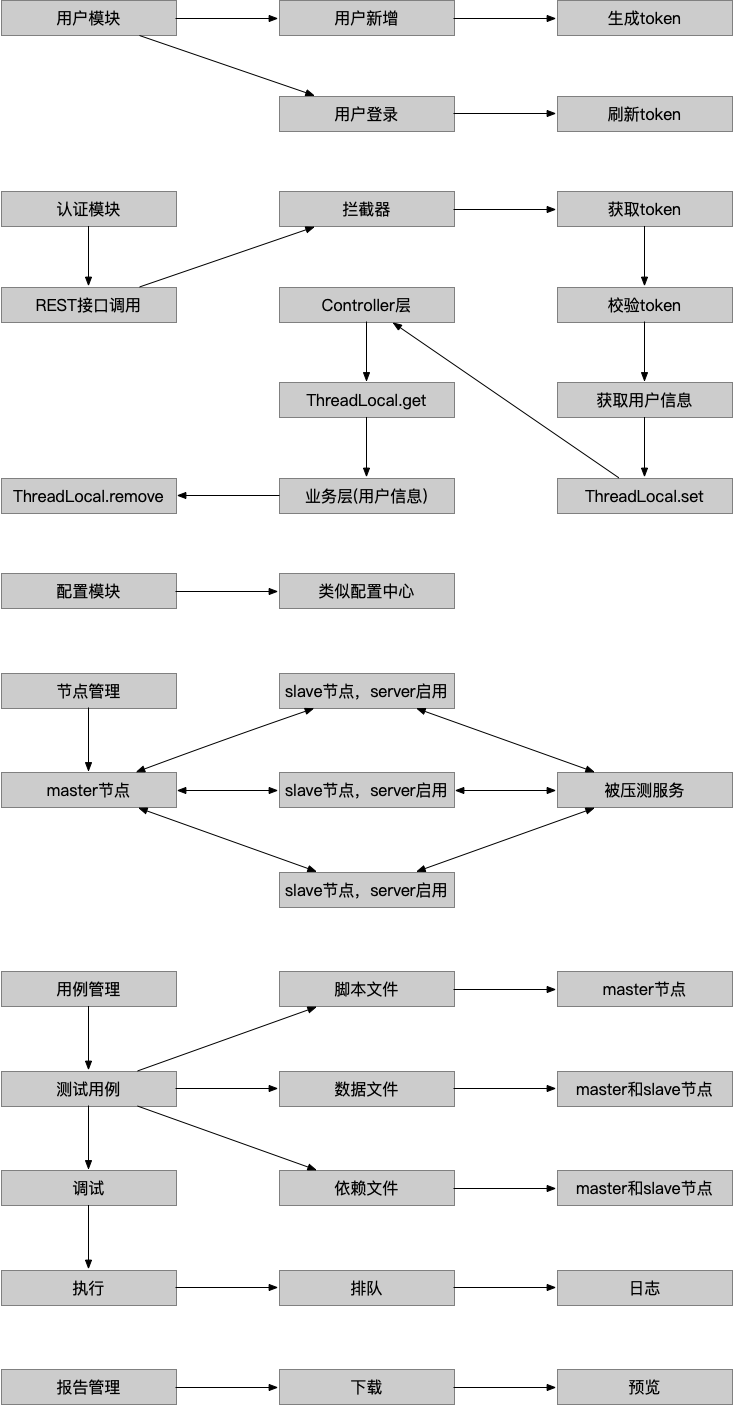 用户模块
用户新增
生成token
用户登录
刷新token
认证模块
拦截器
获取token
REST接口调用
Controller层
校验token
ThreadLocal.get
获取用户信息
ThreadLocal.remove
业务层(用户信息)
ThreadLocal.set
配置模块
类似配置中心
节点管理
slave节点，server启用
master节点
slave节点，server启用
被压测服务
slave节点，server启用
用例管理
脚本文件
master节点
测试用例
数据文件
master和slave节点
调试
依赖文件
master和slave节点
执行
排队
日志
报告管理
下载
预览